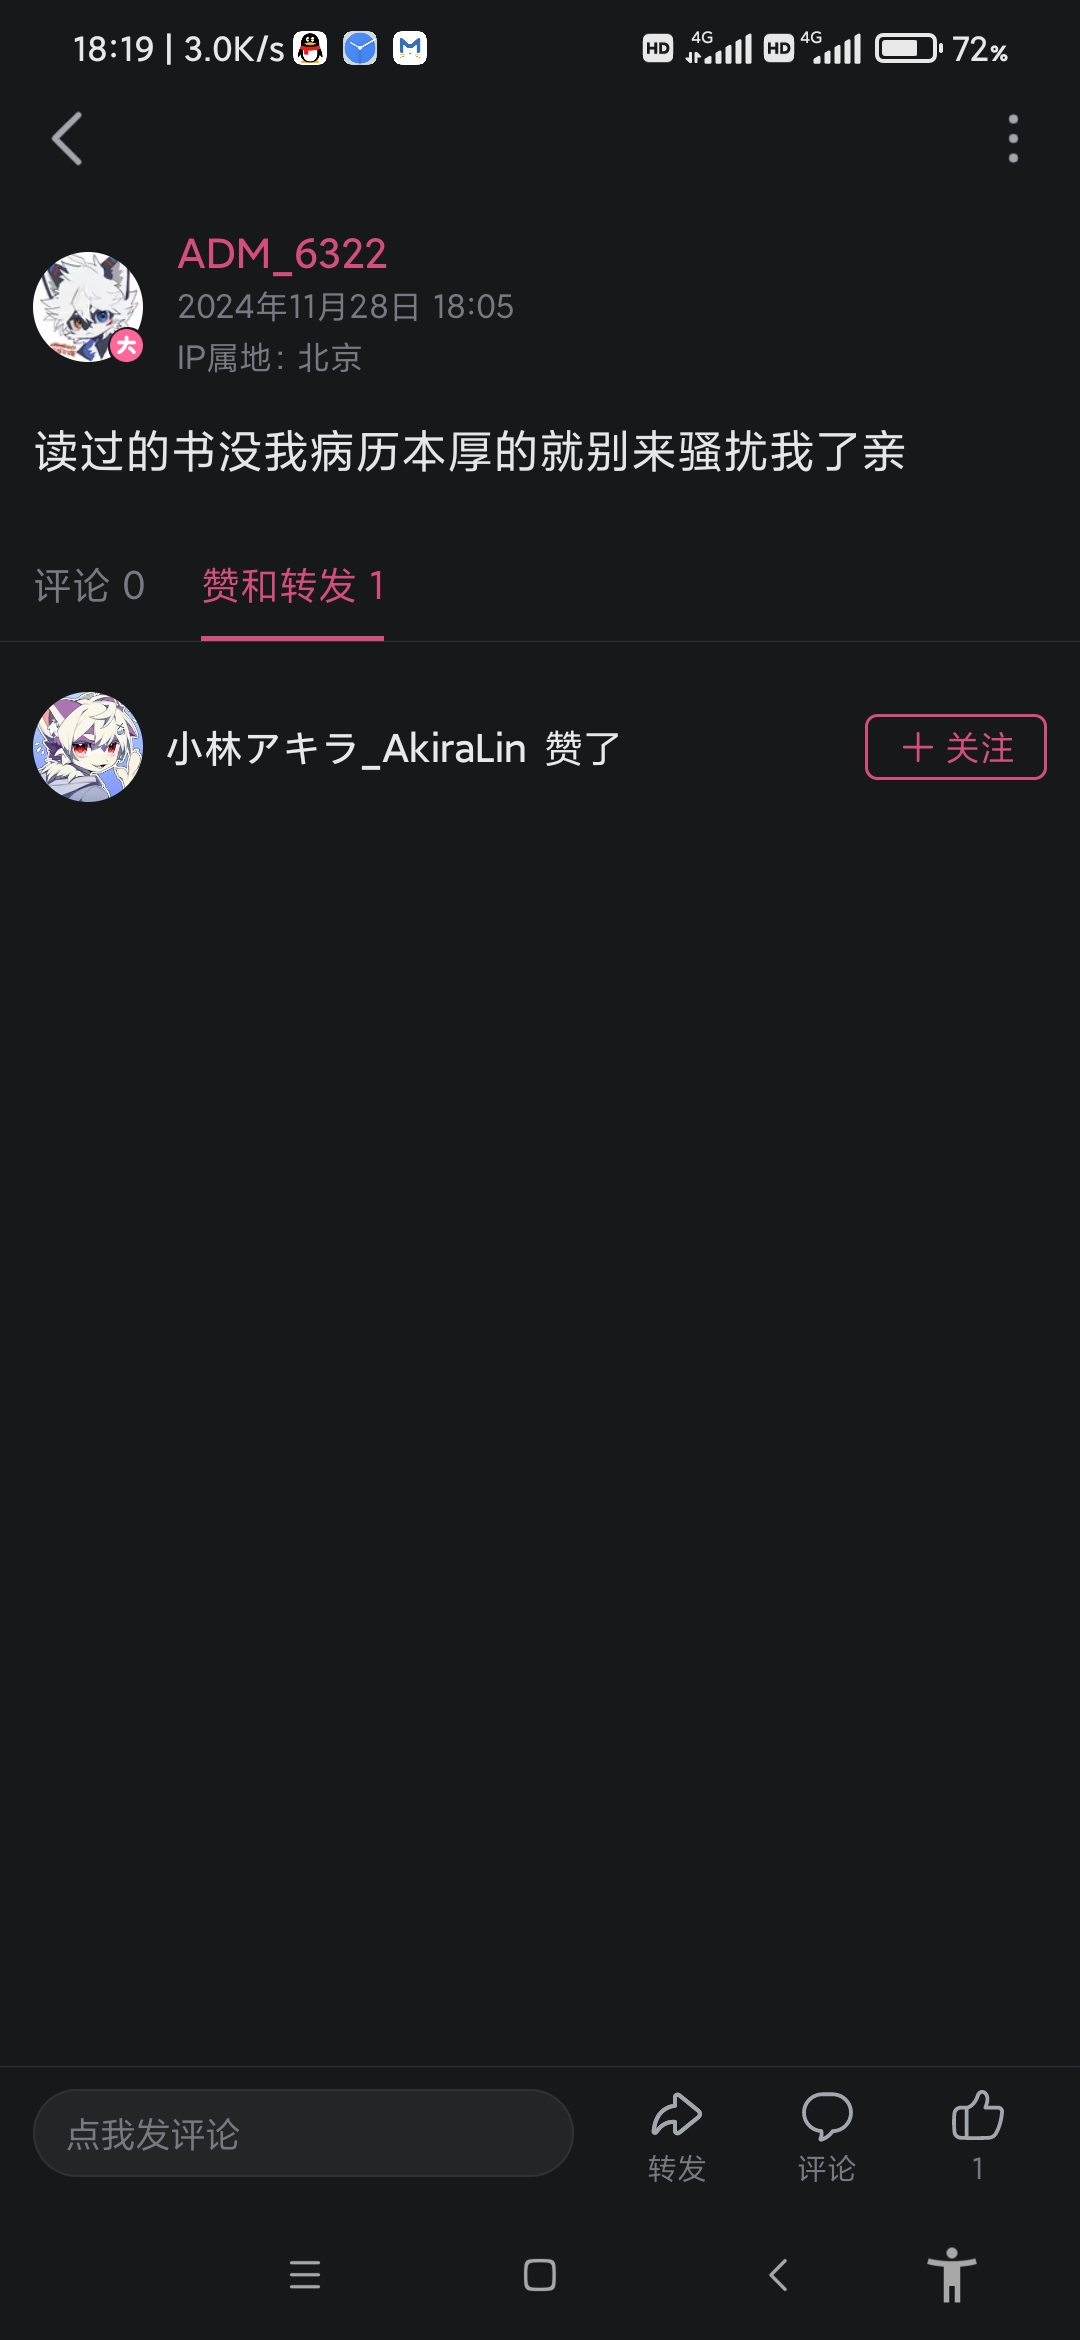 18:19 | 3.0K/s HD 4G HD 4G 72%
ADM_6322
2024年11月28日 18:05
IP属地：北京
大
读过的书没我病历本厚的就别来骚扰我了亲
评论 0 赞和转发 1
小林アキラ_AkiraLin 赞了 + 关注
点我发评论
转发 评论 1